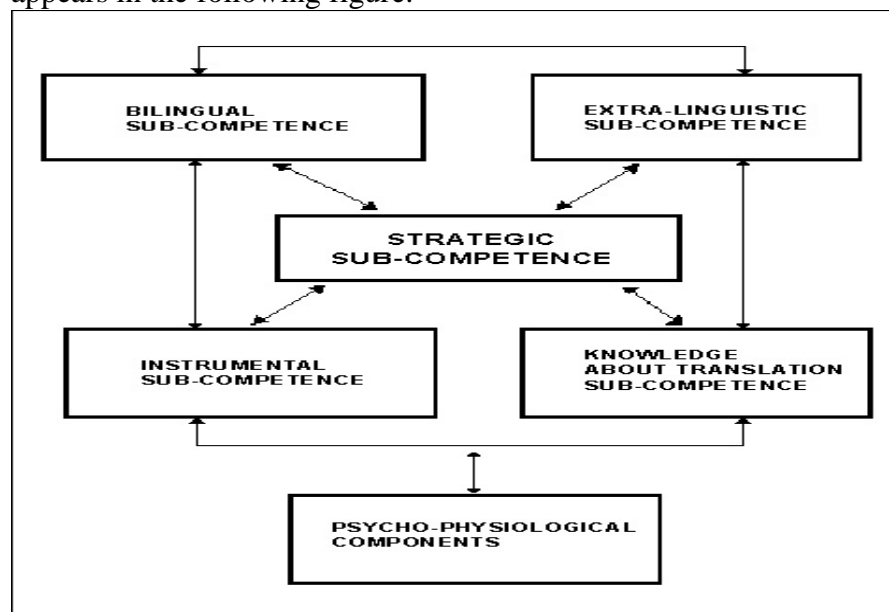 appears in the following figure.
BILINGUAL
SUB-COMPETENCE
EXTRA-LINGUISTIC
SUB-COMPETENCE
STRATEGIC
SUB-COMPETENCE
INSTRUMENTAL
SUB-COMPETENCE
KNOWLEDGE
ABOUT TRANSLATION
SUB-COMPETENCE
PSYCHO-PHYSIOLOGICAL
COMPONENTS